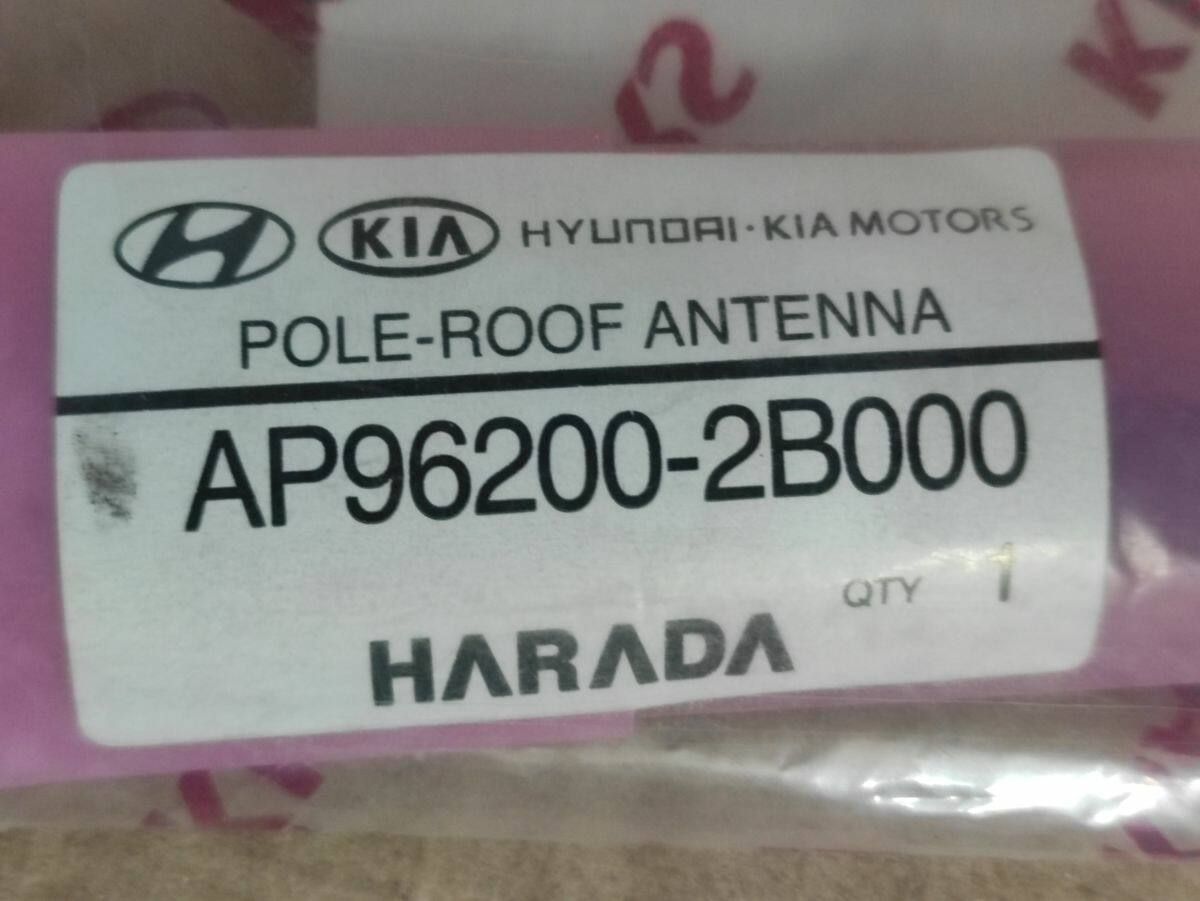 KIA HYUNDAI · KIA MOTORS
POLE-ROOF ANTENNA
AP96200-2B000
QTY 1
HARADA